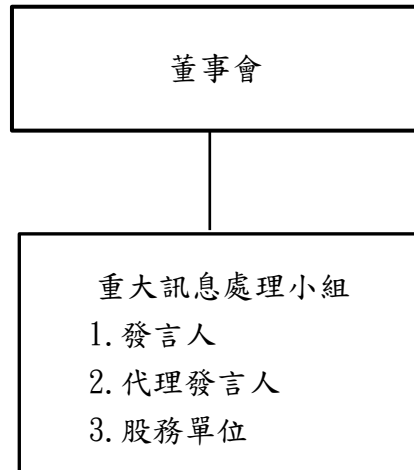 董事會
重大訊息處理小組
1.發言人
2.代理發言人
3.股務單位